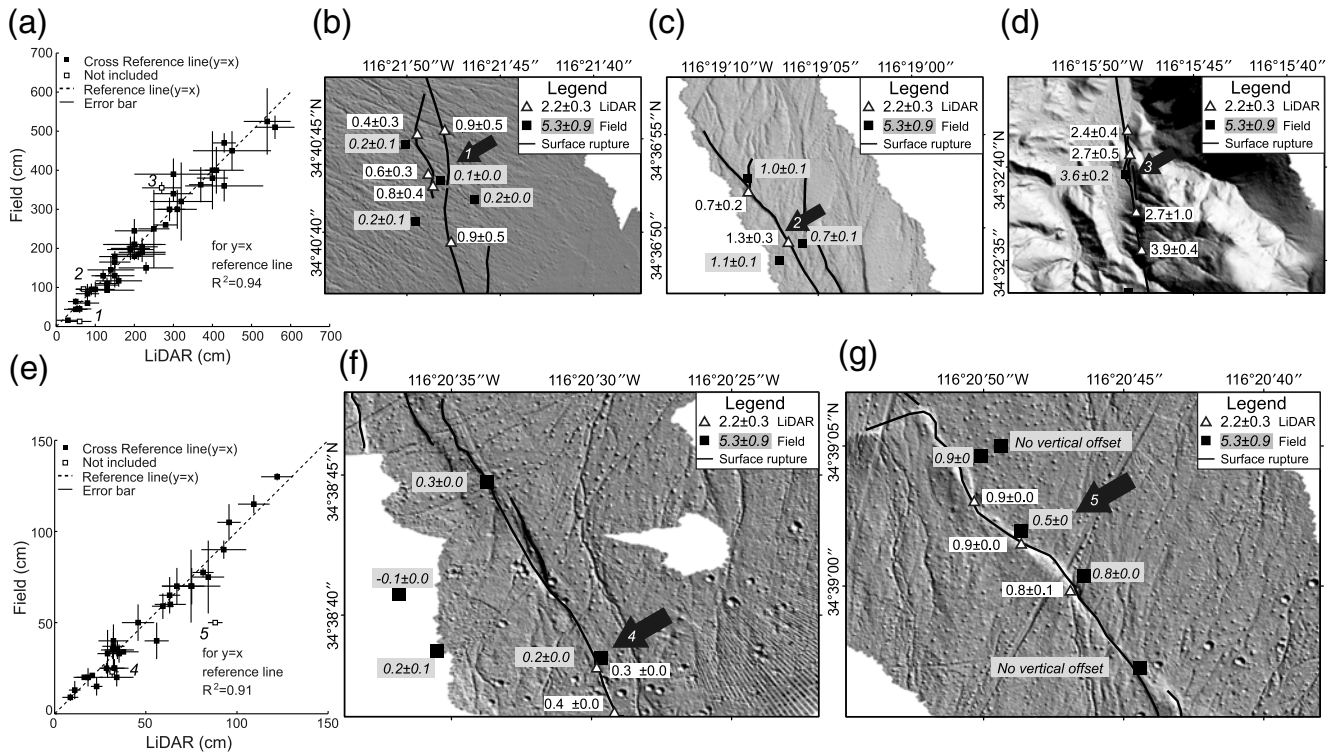 (a)
700
600
500
400
300
200
100
0
Field (cm)
Cross Reference line(y=x)
Not included
Reference line(y=x)
Error bar
3
2
1
for y=x
reference line
R²=0.94
0 100 200 300 400 500 600 700
LiDAR (cm)
(b)
116°21′50″W 116°21′45″ 116°21′40″
34°40′45″N
34°40′40″
Legend
2.2±0.3 LiDAR
5.3±0.9 Field
Surface rupture
0.4±0.3
0.9±0.5
0.2±0.1
1
0.6±0.3
0.1±0.0
0.8±0.4
0.2±0.0
0.2±0.1
0.9±0.5
(c)
116°19′10″W 116°19′05″ 116°19′00″
34°36′55″N
34°36′50″
Legend
2.2±0.3 LiDAR
5.3±0.9 Field
Surface rupture
1.0±0.1
0.7±0.2
2
1.3±0.3
0.7±0.1
1.1±0.1
(d)
116°15′50″W 116°15′45″ 116°15′40″
34°32′40″N
34°32′35″
Legend
2.2±0.3 LiDAR
5.3±0.9 Field
Surface rupture
2.4±0.4
2.7±0.5
3
3.6±0.2
2.7±1.0
3.9±0.4
(e)
150
100
50
0
Field (cm)
Cross Reference line(y=x)
Not included
Reference line(y=x)
Error bar
5
4
for y=x
reference line
R²=0.91
0 50 100 150
LiDAR (cm)
(f)
116°20′35″W 116°20′30″ 116°20′25″
34°38′45″N
34°38′40″
Legend
2.2±0.3 LiDAR
5.3±0.9 Field
Surface rupture
0.3±0.0
-0.1±0.0
4
0.2±0.1
0.2±0.0
0.3 ±0.0
0.4 ±0.0
(g)
116°20′50″W 116°20′45″ 116°20′40″
34°39′05″N
34°39′00″
Legend
2.2±0.3 LiDAR
5.3±0.9 Field
Surface rupture
No vertical offset
0.9±0
0.9±0.0
5
0.5±0
0.9±0.0
0.8±0.0
0.8±0.1
No vertical offset